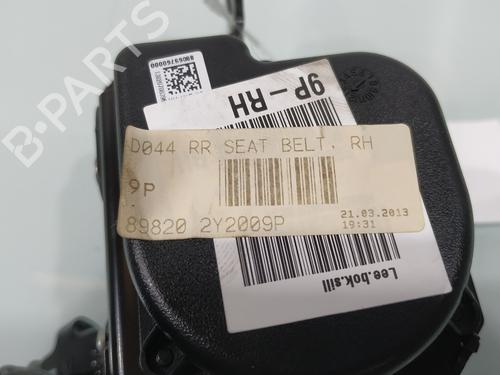 B-PARTS
9P-RH
D044 RR SEAT BELT, RH
9P
89820 2Y2009P
21.03.2013
19:31
Lee.bok.sill